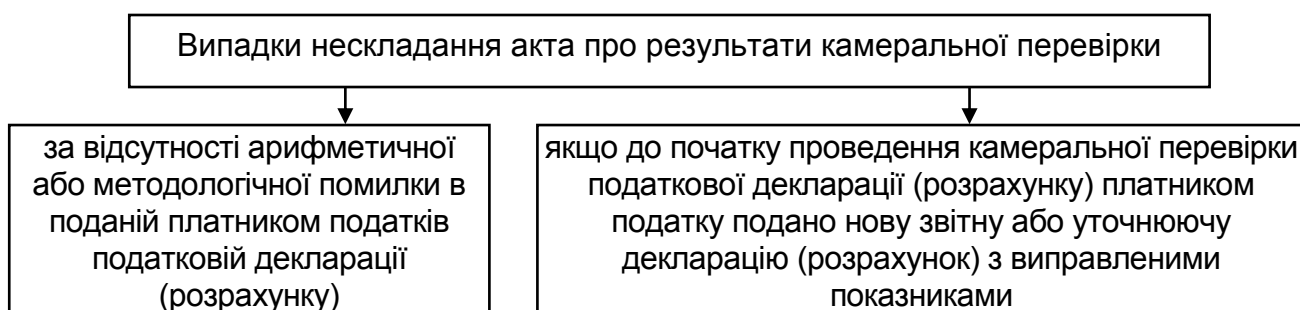 Випадки нескладання акта про результати камеральної перевірки
за відсутності арифметичної
або методологічної помилки в
поданій платником податків
податковій декларації
(розрахунку)
якщо до початку проведення камеральної перевірки
податкової декларації (розрахунку) платником
податку подано нову звітну або уточнюючу
декларацію (розрахунок) з виправленими
показниками